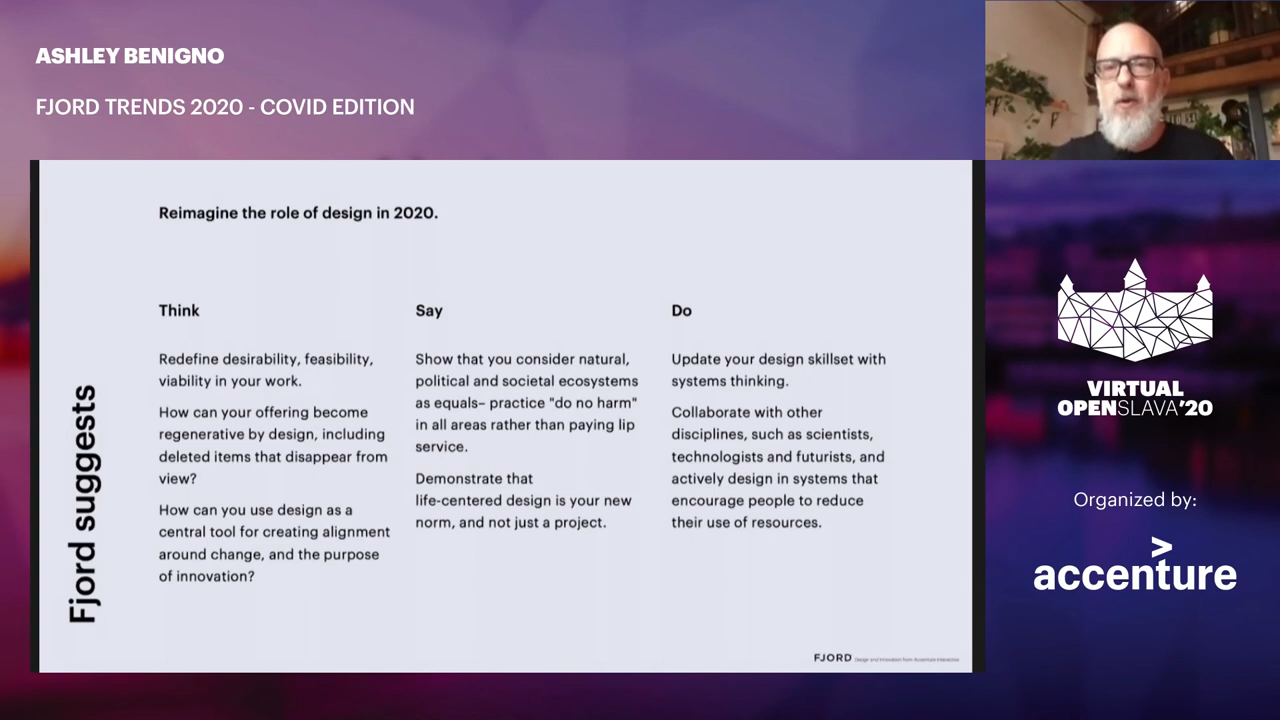 ASHLEY BENIGNO
FJORD TRENDS 2020 - COVID EDITION
Reimagine the role of design in 2020.
Fjord suggests
Think
Redefine desirability, feasibility,
viability in your work.
How can your offering become
regenerative by design, including
deleted items that disappear from
view?
How can you use design as a
central tool for creating alignment
around change, and the purpose
of innovation?
Say
Show that you consider natural,
political and societal ecosystems
as equals– practice "do no harm"
in all areas rather than paying lip
service.
Demonstrate that
life-centered design is your new
norm, and not just a project.
Do
Update your design skillset with
systems thinking.
Collaborate with other
disciplines, such as scientists,
technologists and futurists, and
actively design in systems that
encourage people to reduce
their use of resources.
FJORD Design and Innovation from Accenture Interactive
VIRTUAL
OPENSLAVA'20
Organized by:
accenture